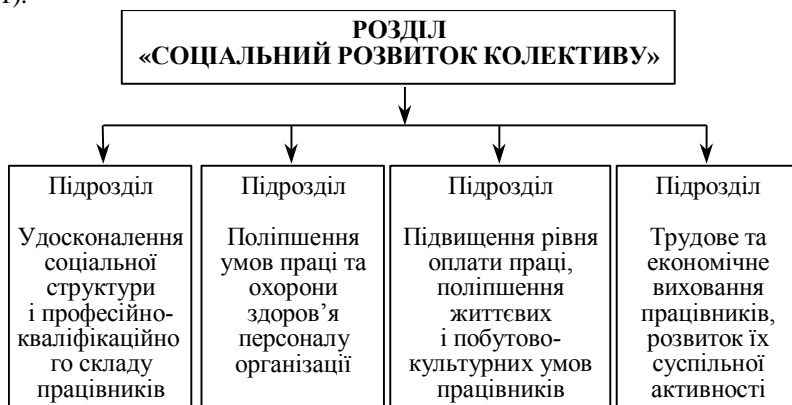 1).
РОЗДІЛ
«СОЦІАЛЬНИЙ РОЗВИТОК КОЛЕКТИВУ»
Підрозділ
Удосконалення
соціальної
структури
і професійно-
кваліфікаційно
го складу
працівників
Підрозділ
Поліпшення
умов праці та
охорони
здоров’я
персоналу
організації
Підрозділ
Підвищення рівня
оплати праці,
поліпшення
життєвих
і побутово-
культурних умов
працівників
Підрозділ
Трудове та
економічне
виховання
працівників,
розвиток їх
суспільної
активності